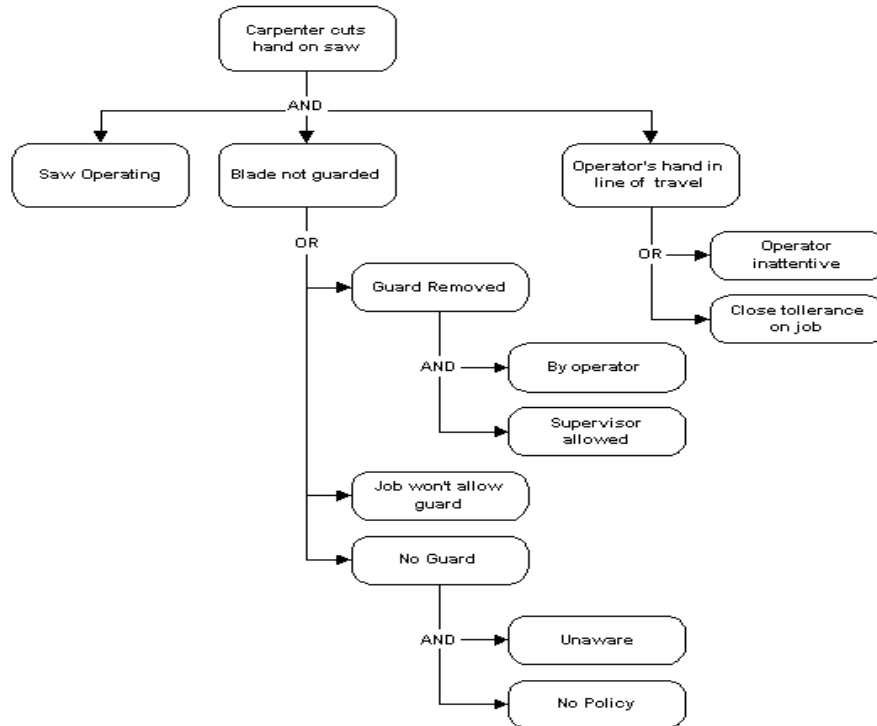 Carpenter cuts
hand on saw
AND
Saw Operating
Blade not guarded
Operator's hand in
line of travel
OR
OR
Operator
inattentive
Guard Removed
Close tollerance
on job
AND
By operator
Supervisor
allowed
Job won't allow
guard
No Guard
AND
Unaware
No Policy